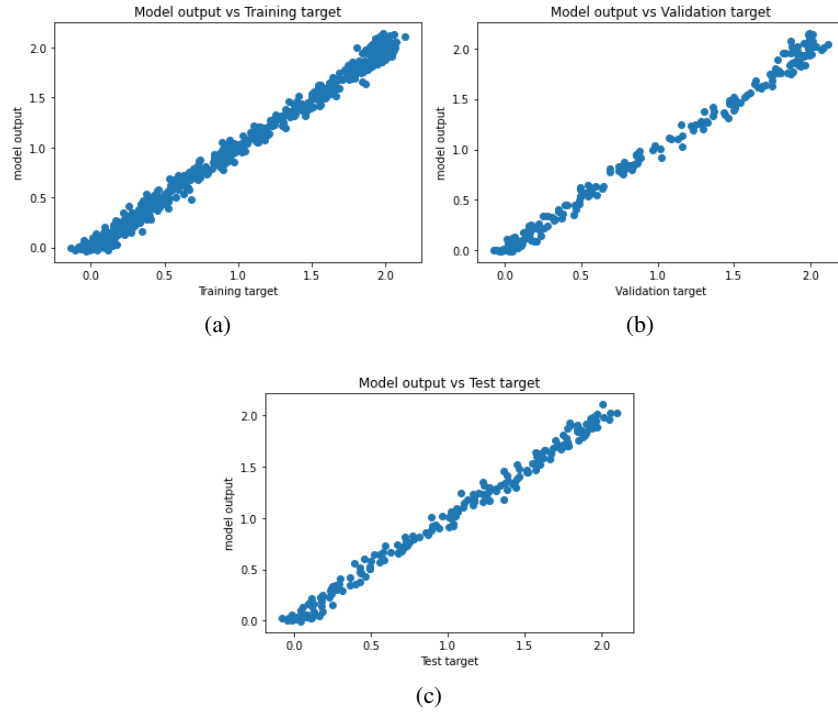 Model output vs Training target
model output
2.0
1.5
1.0
0.5
0.0
0.0 0.5 1.0 1.5 2.0
Training target
(a)
Model output vs Validation target
model output
2.0
1.5
1.0
0.5
0.0
0.0 0.5 1.0 1.5 2.0
Validation target
(b)
Model output vs Test target
model output
2.0
1.5
1.0
0.5
0.0
0.0 0.5 1.0 1.5 2.0
Test target
(c)